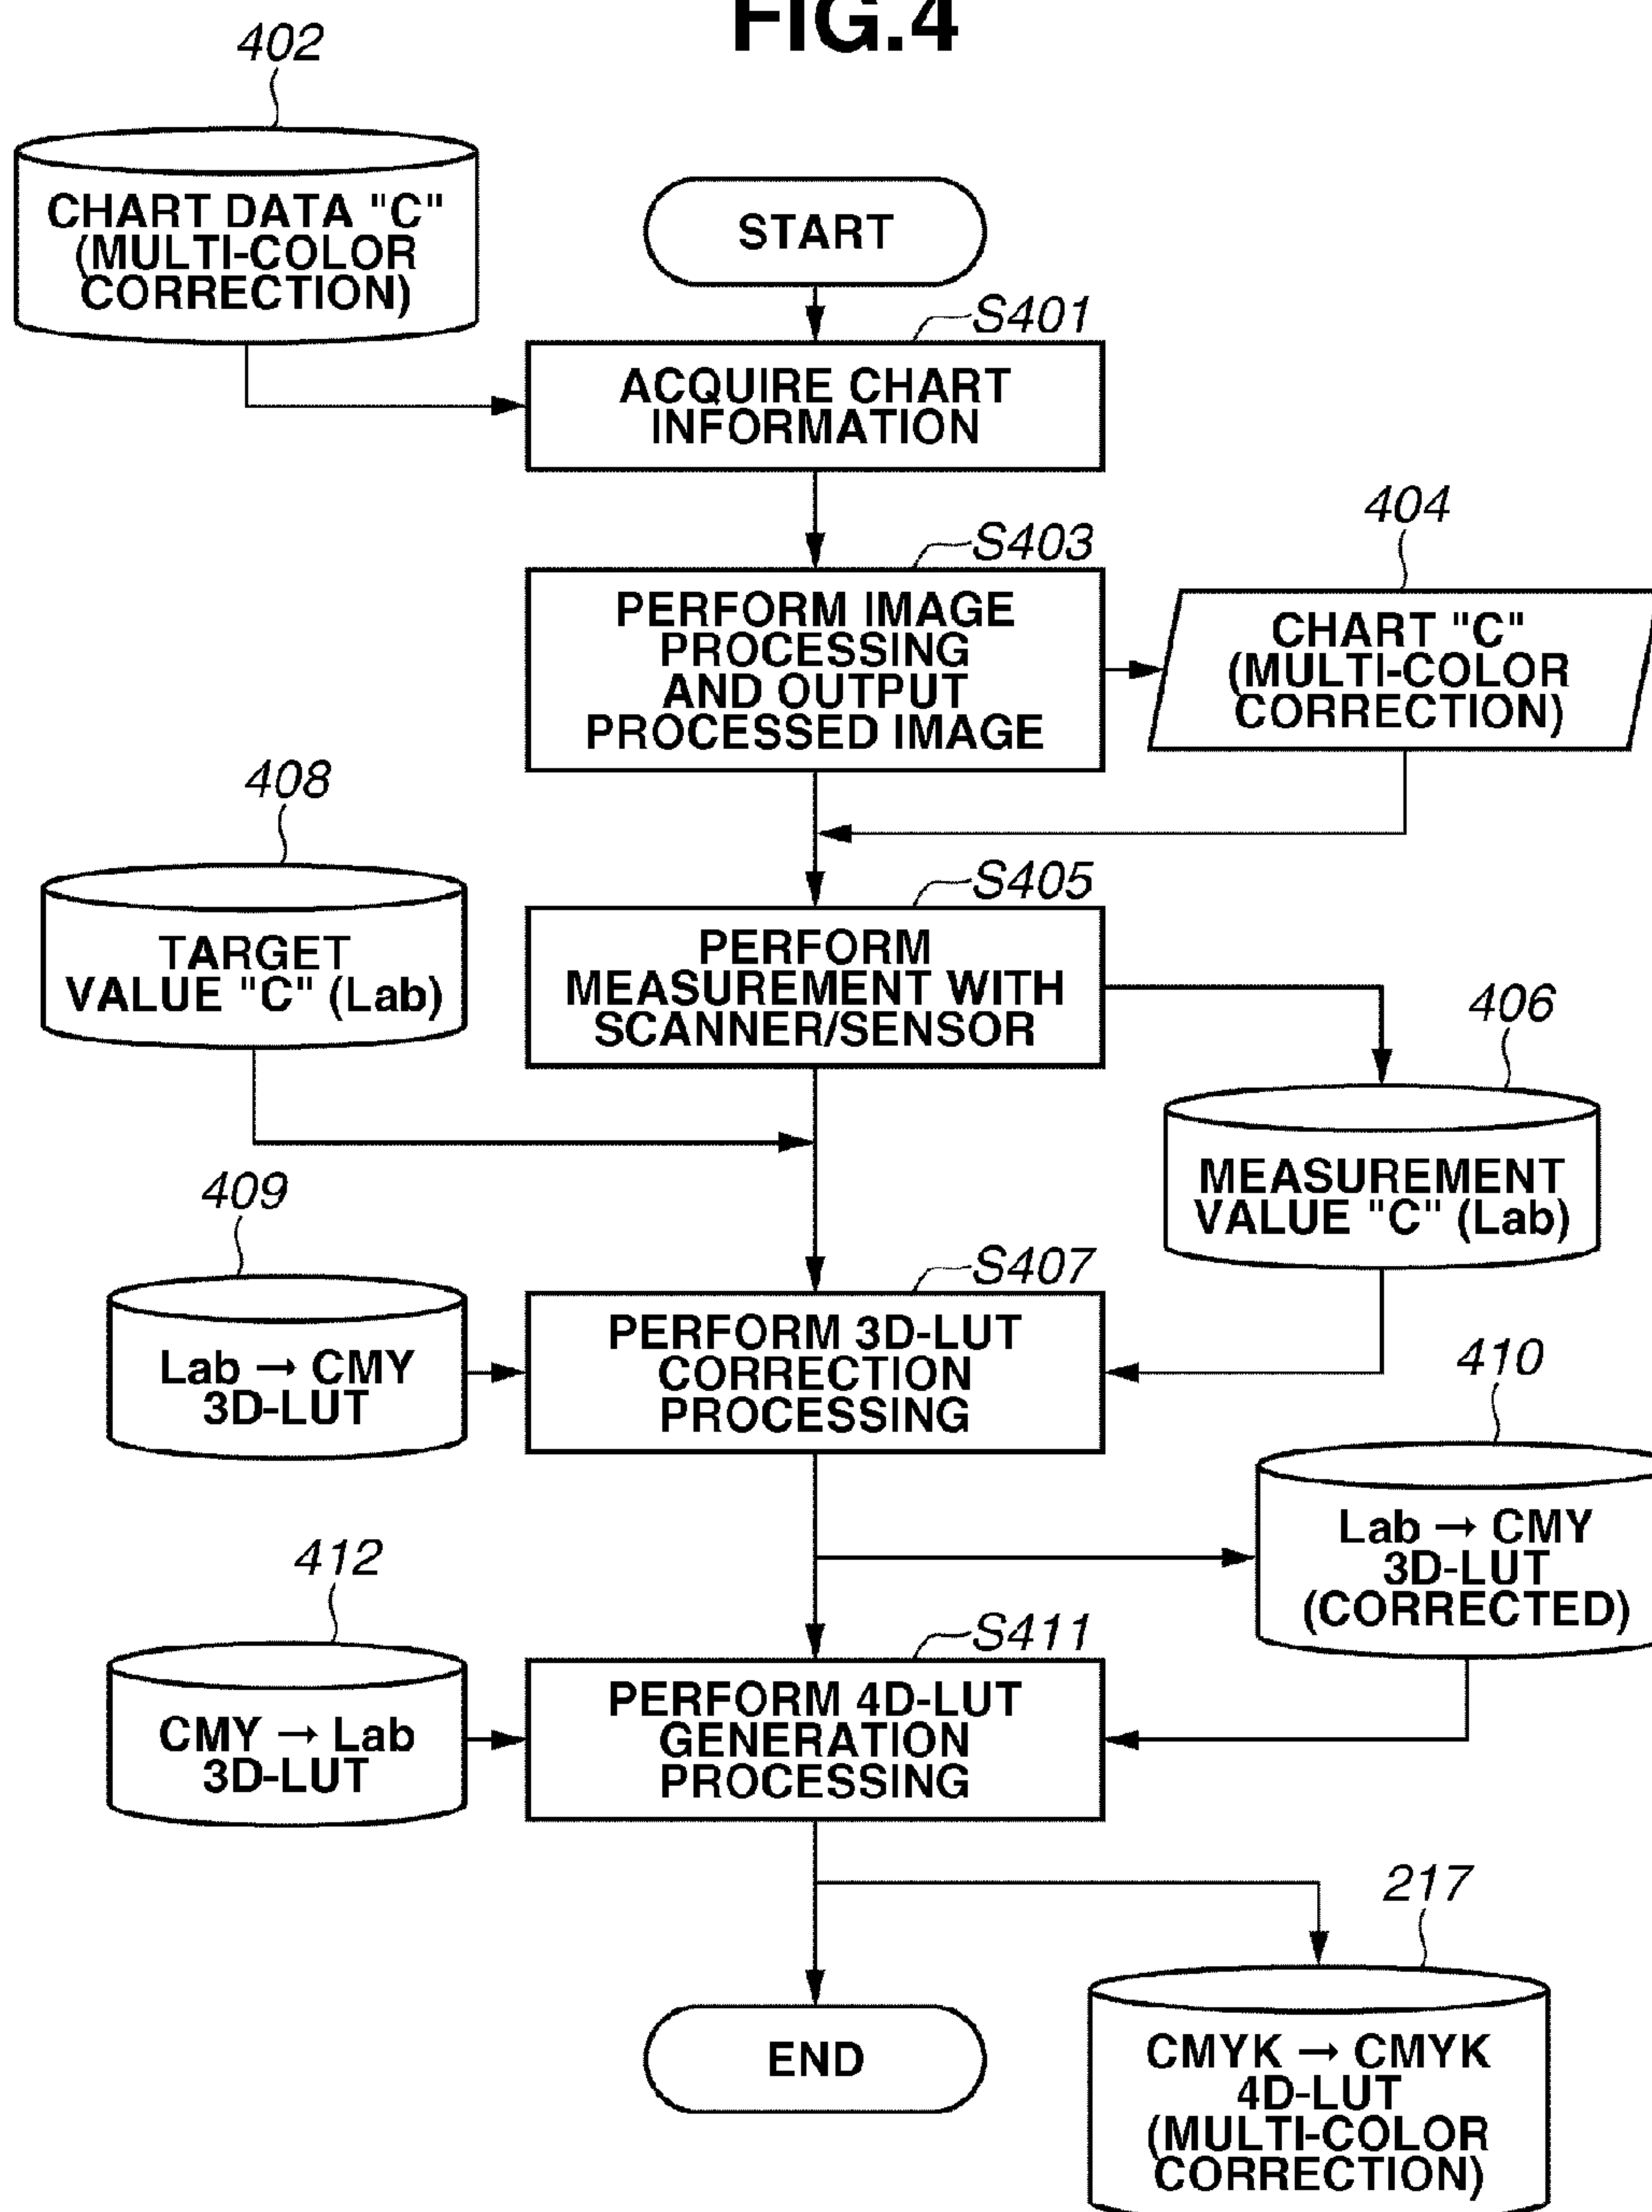 FIG.4
402
CHART DATA "C"
(MULTI-COLOR
CORRECTION)
START
S401
ACQUIRE CHART
INFORMATION
S403
PERFORM IMAGE
PROCESSING
AND OUTPUT
PROCESSED IMAGE
404
CHART "C"
(MULTI-COLOR
CORRECTION)
408
TARGET
VALUE "C" (Lab)
S405
PERFORM
MEASUREMENT WITH
SCANNER/SENSOR
406
MEASUREMENT
VALUE "C" (Lab)
409
Lab → CMY
3D-LUT
S407
PERFORM 3D-LUT
CORRECTION
PROCESSING
410
Lab → CMY
3D-LUT
(CORRECTED)
412
CMY → Lab
3D-LUT
S411
PERFORM 4D-LUT
GENERATION
PROCESSING
217
CMYK → CMYK
4D-LUT
(MULTI-COLOR
CORRECTION)
END